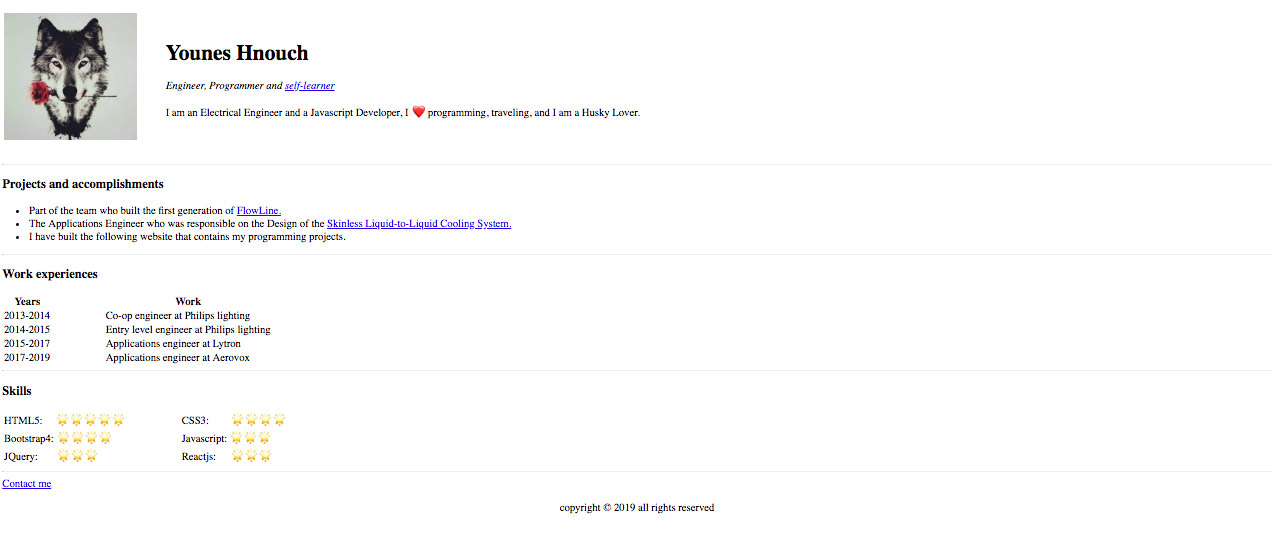 Younes Hnouch
Engineer, Programmer and self-learner
I am an Electrical Engineer and a Javascript Developer, I ❤️ programming, traveling, and I am a Husky Lover.
Projects and accomplishments
• Part of the team who built the first generation of FlowLine.
• The Applications Engineer who was responsible on the Design of the Skinless Liquid-to-Liquid Cooling System.
• I have built the following website that contains my programming projects.
Work experiences
Years Work
2013-2014 Co-op engineer at Philips lighting
2014-2015 Entry level engineer at Philips lighting
2015-2017 Applications engineer at Lytron
2017-2019 Applications engineer at Aerovox
Skills
HTML5: 🌟🌟🌟🌟🌟 CSS3: 🌟🌟🌟🌟
Bootstrap4: 🌟🌟🌟🌟 Javascript: 🌟🌟🌟
JQuery: 🌟🌟🌟 Reactjs: 🌟🌟🌟
Contact me
copyright © 2019 all rights reserved